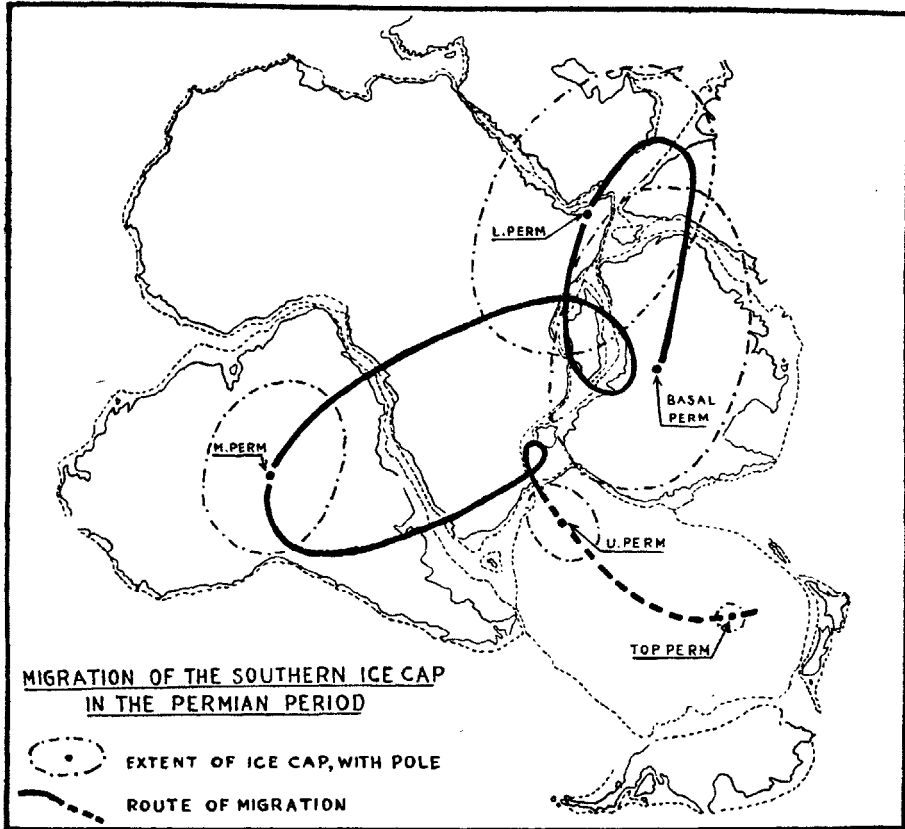 L. PERM
BASAL
PERM
M. PERM
U. PERM
TOP PERM
MIGRATION OF THE SOUTHERN ICE CAP
IN THE PERMIAN PERIOD
EXTENT OF ICE CAP, WITH POLE
ROUTE OF MIGRATION